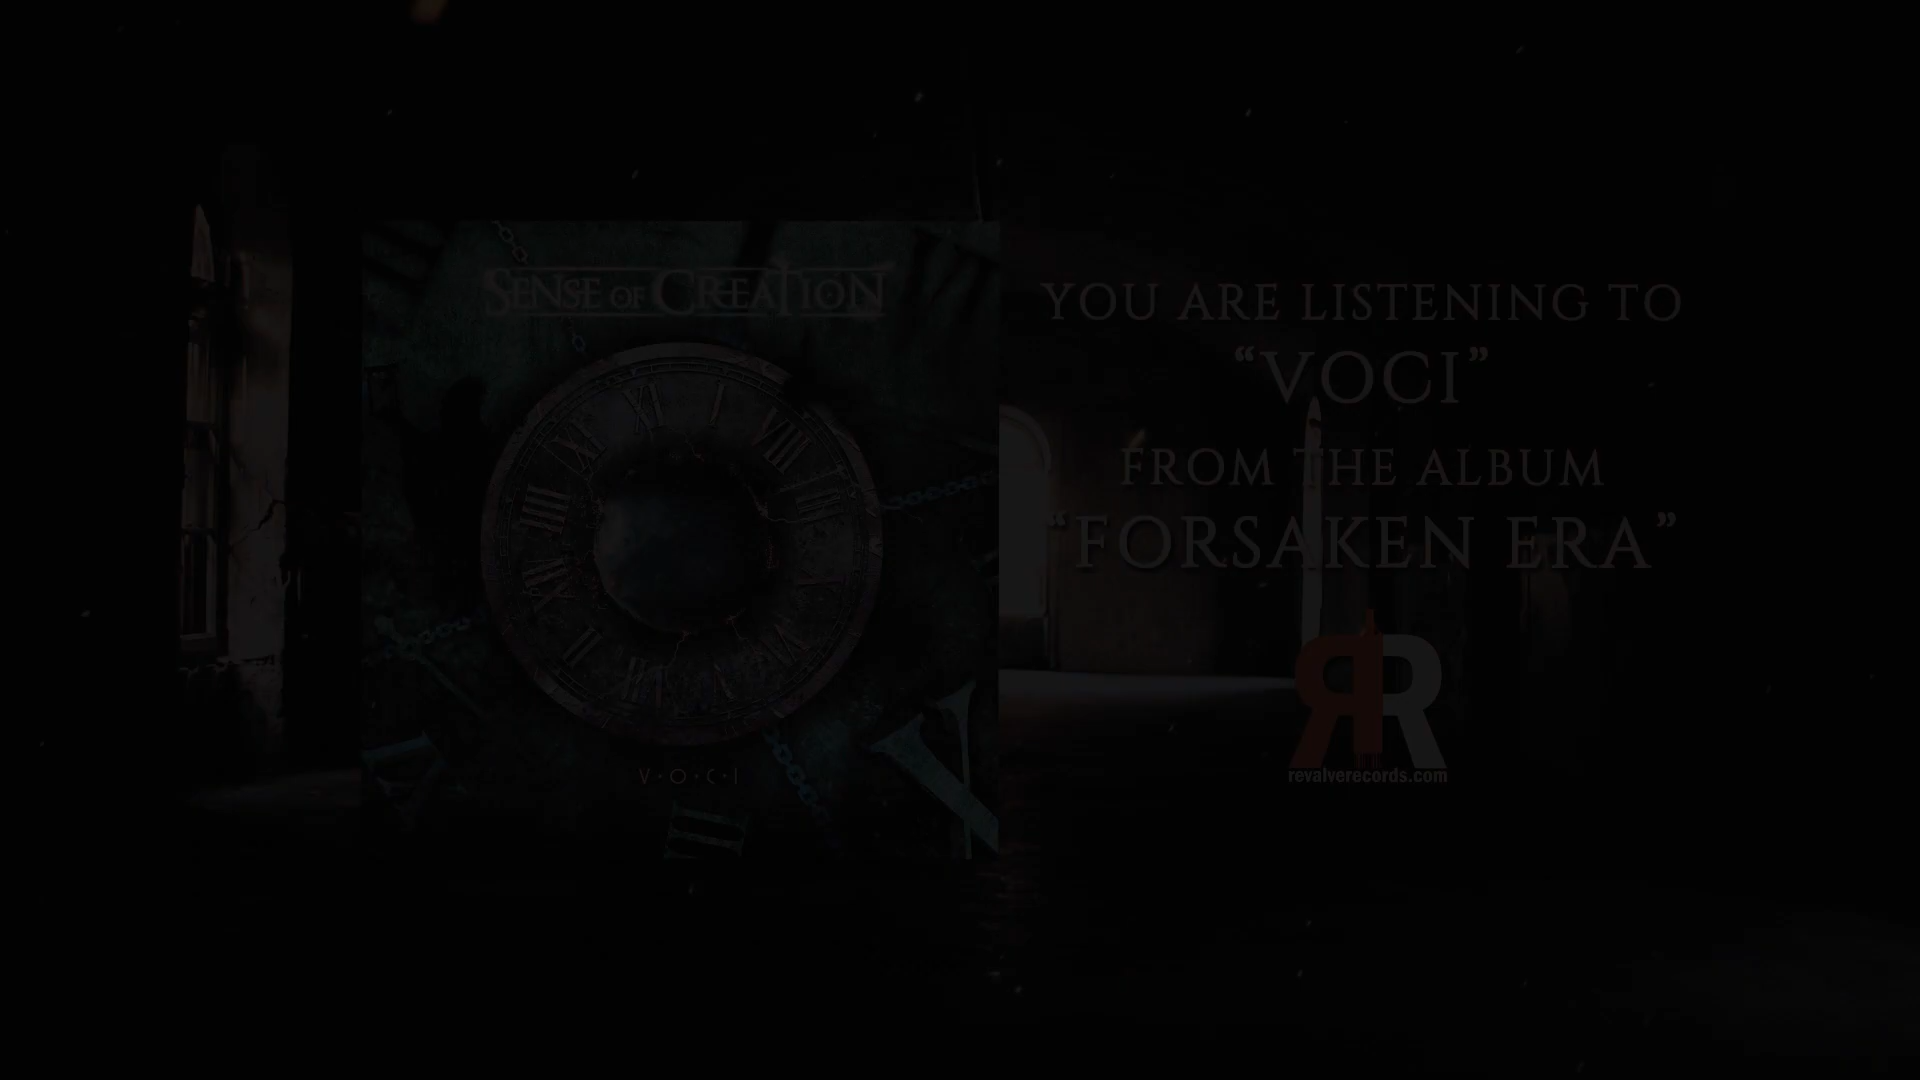 SENSE OF CREATION
V·O·C·I
YOU ARE LISTENING TO
“VOCI”
FROM THE ALBUM
“FORSAKEN ERA”
RR
revalverecords.com